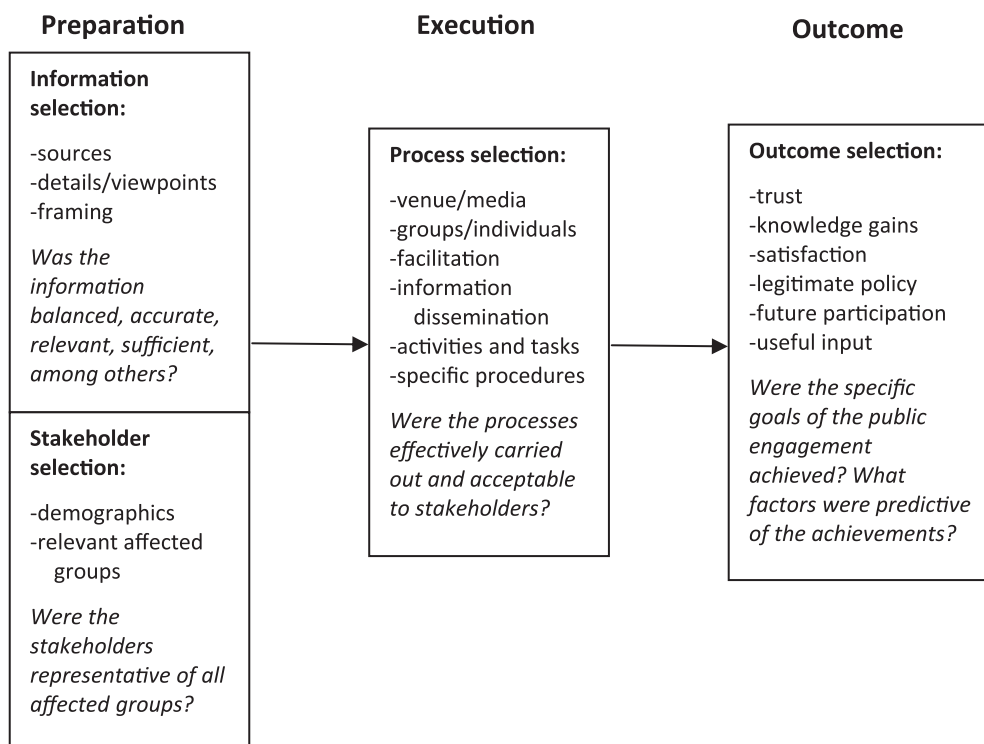 Preparation
Information
selection:
-sources
-details/viewpoints
-framing
Was the
information
balanced, accurate,
relevant, sufficient,
among others?
Stakeholder
selection:
-demographics
-relevant affected
groups
Were the
stakeholders
representative of all
affected groups?
Execution
Process selection:
-venue/media
-groups/individuals
-facilitation
-information
dissemination
-activities and tasks
-specific procedures
Were the processes
effectively carried
out and acceptable
to stakeholders?
Outcome
Outcome selection:
-trust
-knowledge gains
-satisfaction
-legitimate policy
-future participation
-useful input
Were the specific
goals of the public
engagement
achieved? What
factors were predictive
of the achievements?